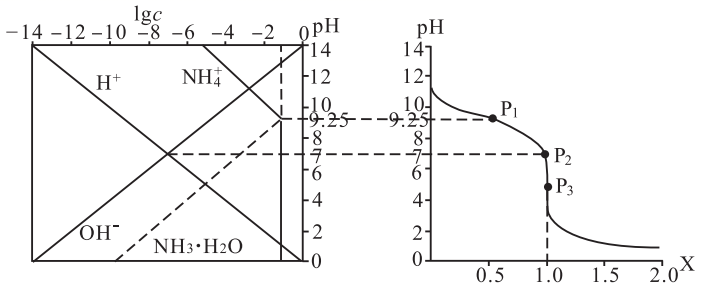 lgc
−14 −12 −10 −8 −6 −4 −2 0 pH
14
12
10
9.25
8
7
6
4
2
0
H⁺
NH₄⁺
OH⁻
NH₃·H₂O
pH
14
12
10
9.25
8
7
6
4
2
0
P₁
P₂
P₃
0.5 1.0 1.5 2.0 X